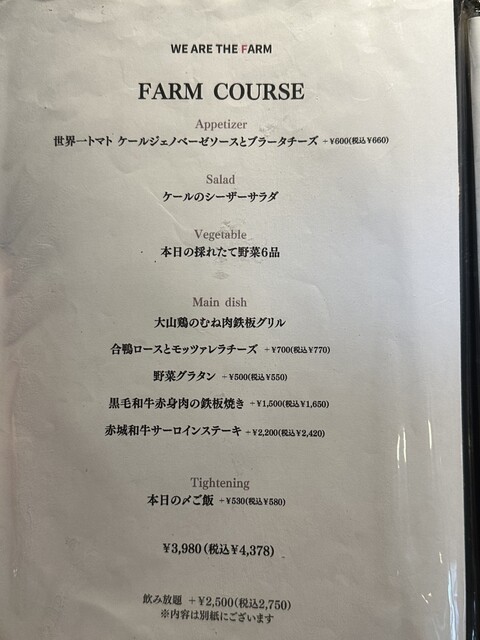 WE ARE THE FARM
FARM COURSE
Appetizer
世界一トマト ケールジェノベーゼソースとブラータチーズ +¥600(税込¥660)
Salad
ケールのシーザーサラダ
Vegetable
本日の採れたて野菜6品
Main dish
大山鶏のむね肉鉄板グリル
合鴨ロースとモッツァレラチーズ +¥700(税込¥770)
野菜グラタン +¥500(税込¥550)
黒毛和牛赤身肉の鉄板焼き +¥1,500(税込¥1,650)
赤城和牛サーロインステーキ +¥2,200(税込¥2,420)
Tightening
本日の〆ご飯 +¥530(税込¥580)
¥3,980(税込¥4,378)
飲み放題 +¥2,500(税込2,750)
※内容は別紙にございます